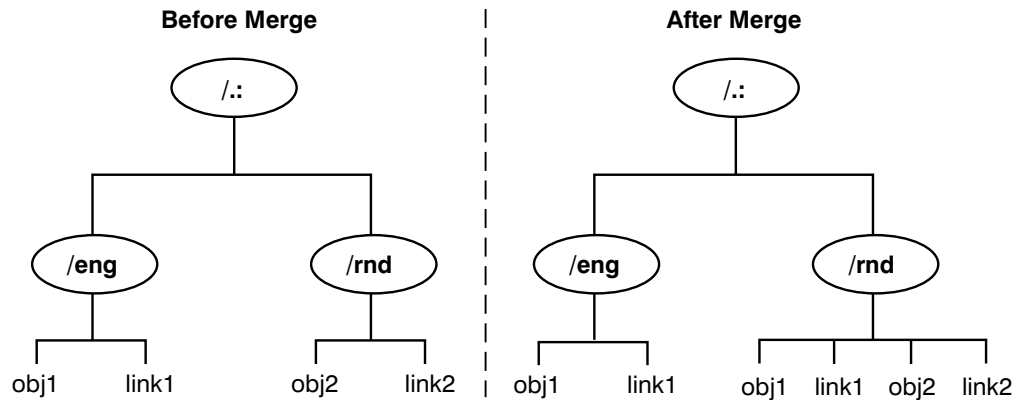 Before Merge
/.:
/eng
/rnd
obj1
link1
obj2
link2
After Merge
/.:
/eng
/rnd
obj1
link1
obj1
link1
obj2
link2